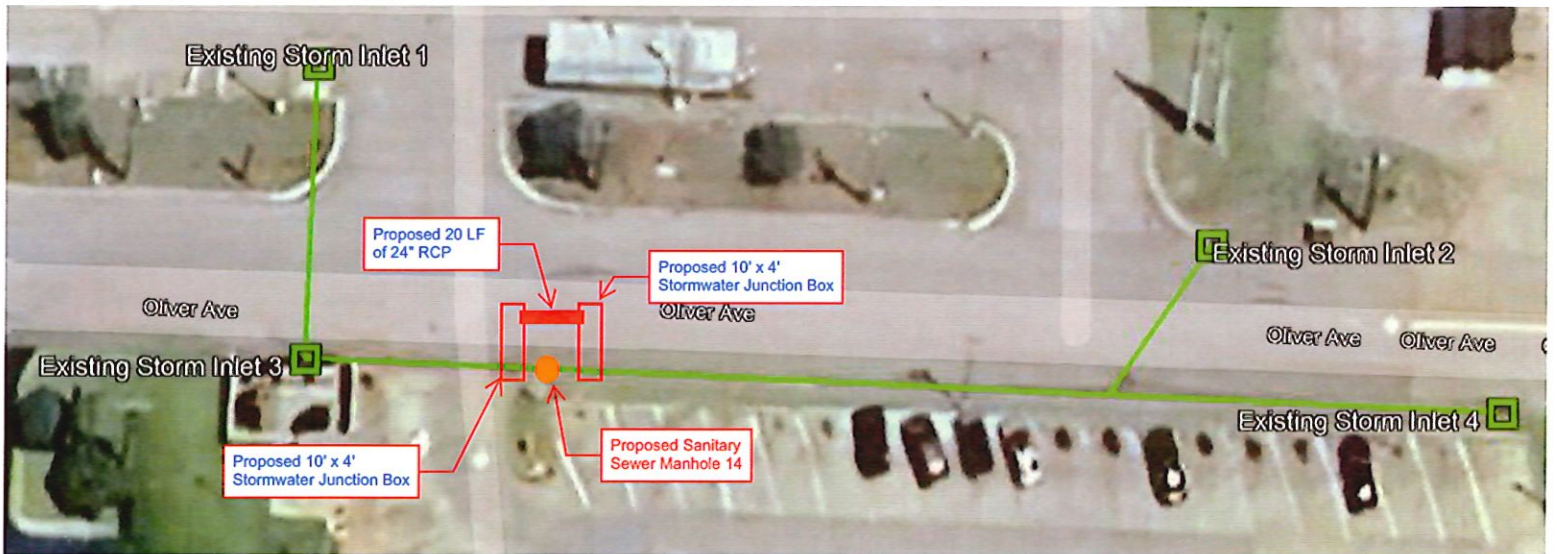 Existing Storm Inlet 1
Proposed 20 LF
of 24" RCP
Proposed 10' x 4'
Stormwater Junction Box
Existing Storm Inlet 2
Oliver Ave
Oliver Ave
Oliver Ave
Oliver Ave
Existing Storm Inlet 3
Existing Storm Inlet 4
Proposed 10' x 4'
Stormwater Junction Box
Proposed Sanitary
Sewer Manhole 14